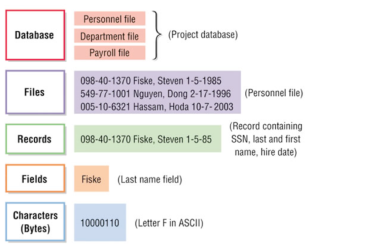 Database
Personnel file
Department file
Payroll file
(Project database)
Files
098-40-1370 Fiske, Steven 1-5-1985
549-77-1001 Nguyen, Dong 2-17-1996
005-10-6321 Hassam, Hoda 10-7-2003
(Personnel file)
Records
098-40-1370 Fiske, Steven 1-5-85
(Record containing
SSN, last and first
name, hire date)
Fields
Fiske
(Last name field)
Characters
(Bytes)
10000110
(Letter F in ASCII)